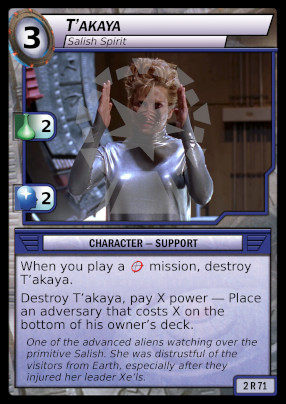 3
T'AKAYA
Salish Spirit
2
2
CHARACTER – SUPPORT
When you play a mission, destroy
T'akaya.
Destroy T'akaya, pay X power — Place
an adversary that costs X on the
bottom of his owner's deck.
One of the advanced aliens watching over the
primitive Salish. She was distrustful of the
visitors from Earth, especially after they
injured her leader Xe'ls.
2 R 71